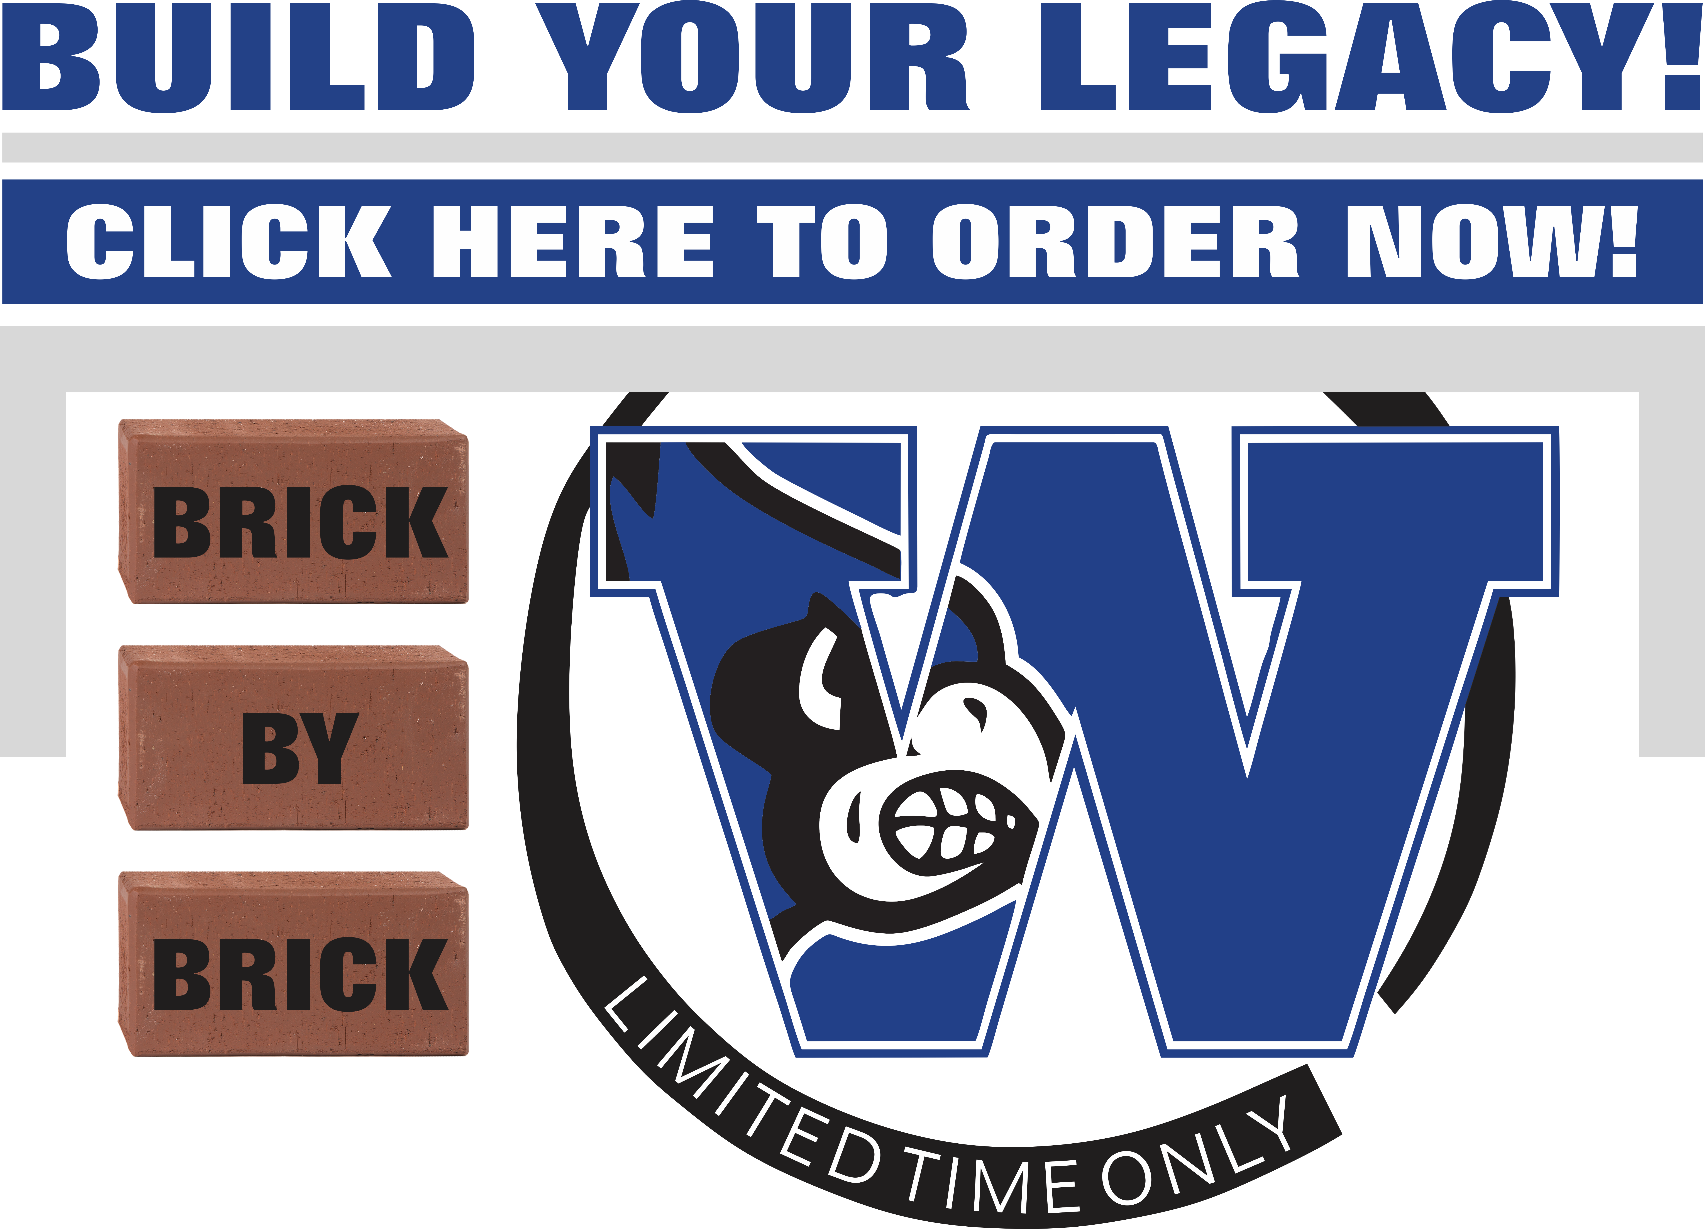 BUILD YOUR LEGACY!
CLICK HERE TO ORDER NOW!
BRICK
BY
BRICK
W
LIMITED TIME ONLY